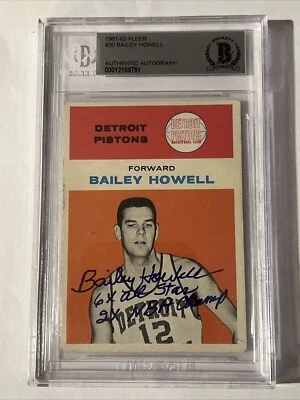 1961-62 FLEER
#20 BAILEY HOWELL
AUTHENTIC AUTOGRAPH
BECKETT
DETROIT
PISTONS
DETROIT
PISTONS
BASKETBALL CLUB
FORWARD
BAILEY HOWELL
Bailey Howell
6X All Star
2X NBA Champ
DETROIT
12